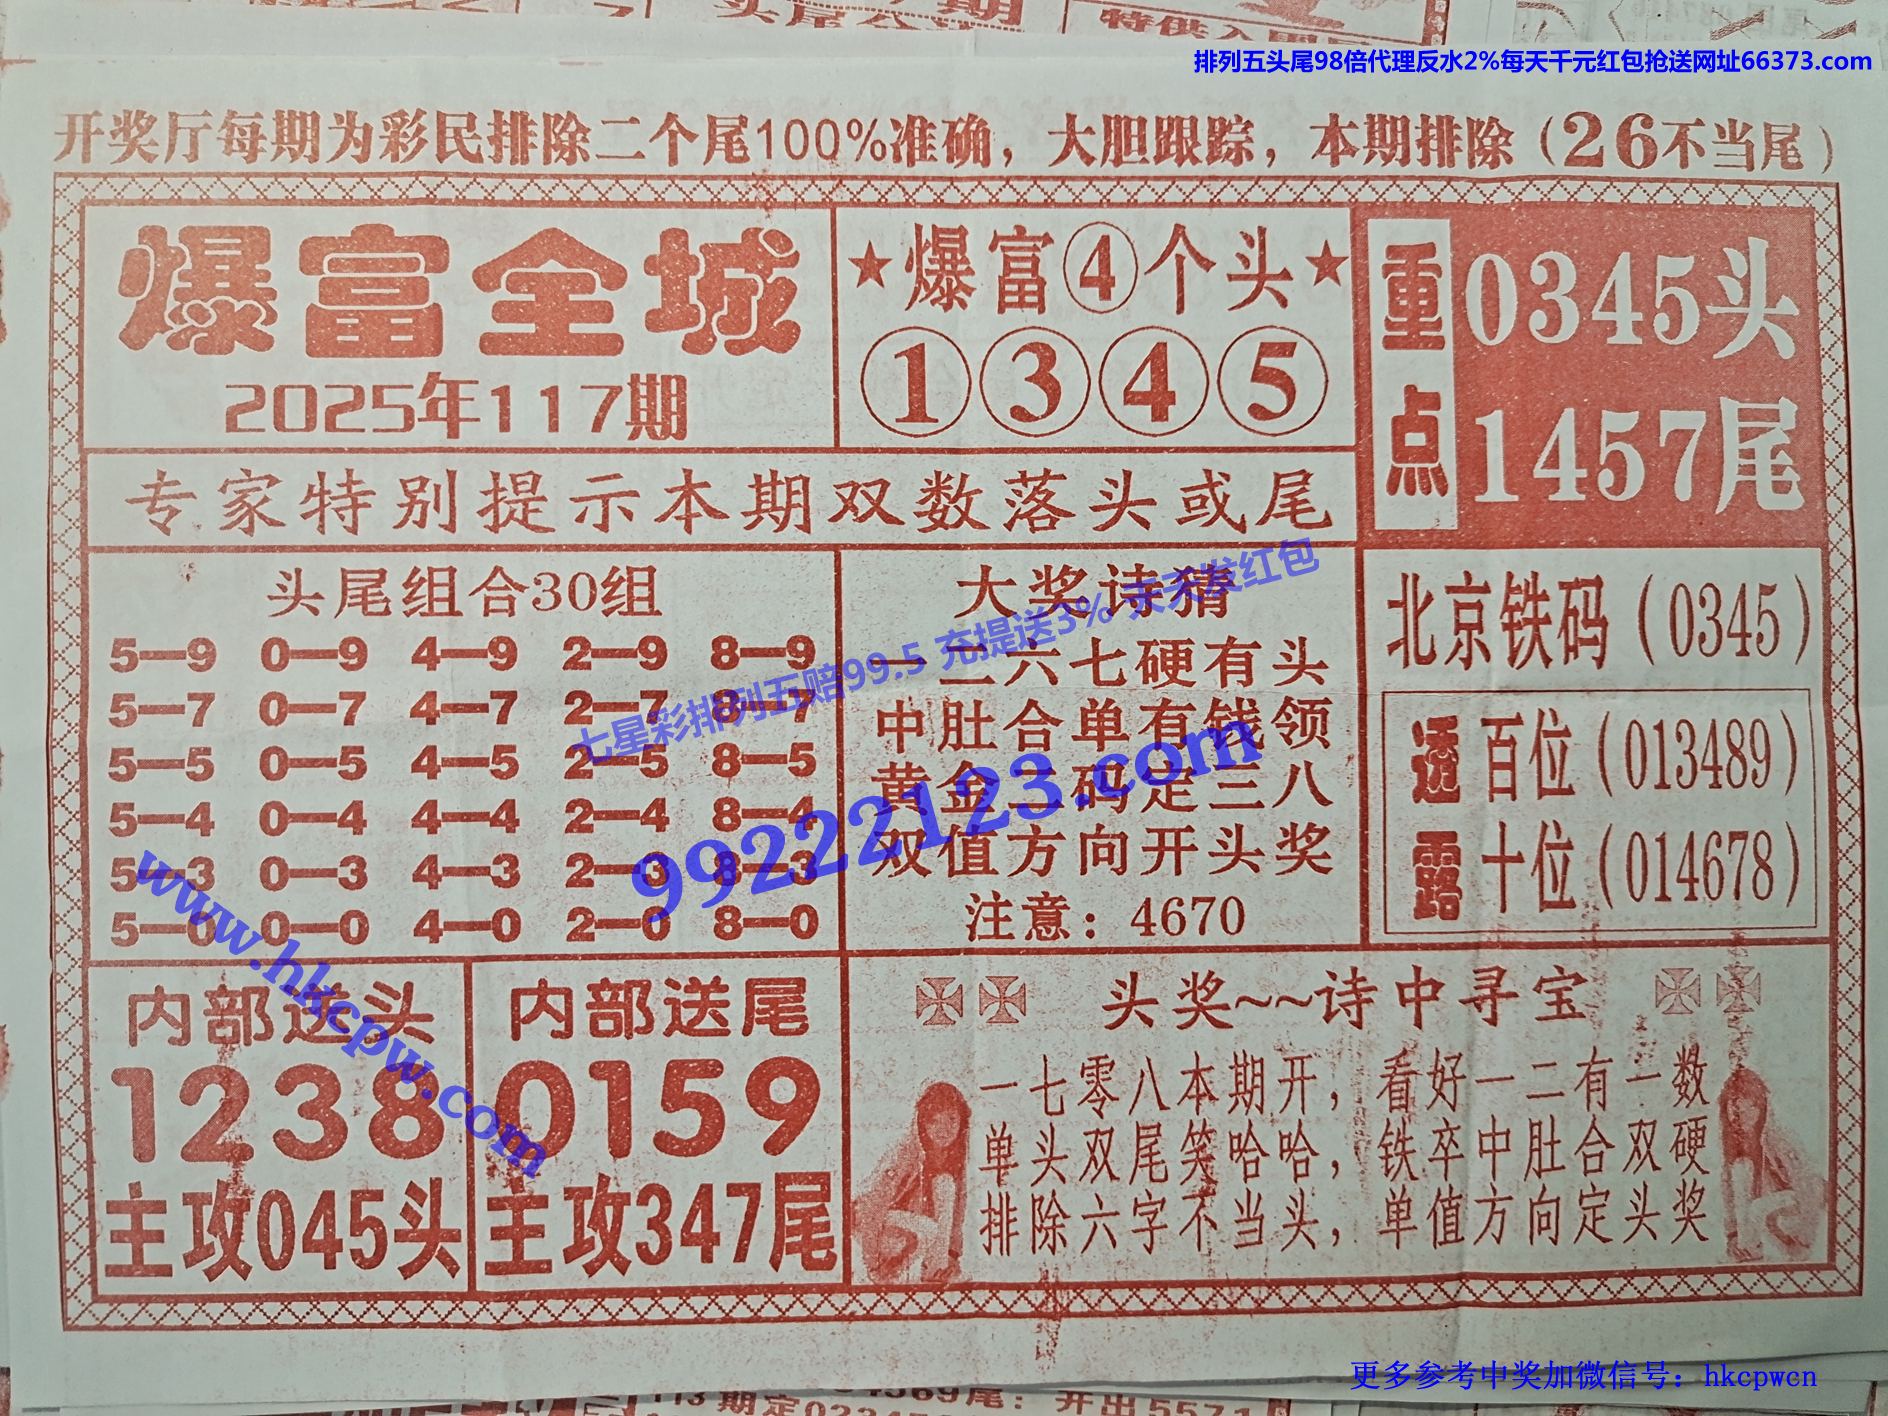 排列五头尾98倍代理反水2%每天千元红包抢送网址66373.com
开奖厅每期为彩民排除二个尾100%准确，大胆跟踪，本期排除（26不当尾）
爆富全城
2025年117期
★爆富④个头★
①③④⑤
重点
0345头
1457尾
专家特别提示本期双数落头或尾
头尾组合30组
5—9 0—9 4—9 2—9 8—9
5—7 0—7 4—7 2—7 8—7
5—5 0—5 4—5 2—5 8—5
5—4 0—4 4—4 2—4 8—4
5—3 0—3 4—3 2—3 8—3
5—0 0—0 4—0 2—0 8—0
大奖诗猜
一二六七硬有头
中肚合单有钱领
黄金二码定三八
双值方向开头奖
注意：4670
北京铁码（0345）
透露
百位（013489）
十位（014678）
七星彩排列五赔99.5 充提送3% 天天发红包
99222123.com
www.hkcpw.com
内部送头
1238
主攻045头
内部送尾
0159
主攻347尾
头奖~~诗中寻宝
一七零八本期开，看好一二有一数
单头双尾笑哈哈，铁卒中肚合双硬
排除六字不当头，单值方向定头奖
更多参考中奖加微信号：hkcpwcn